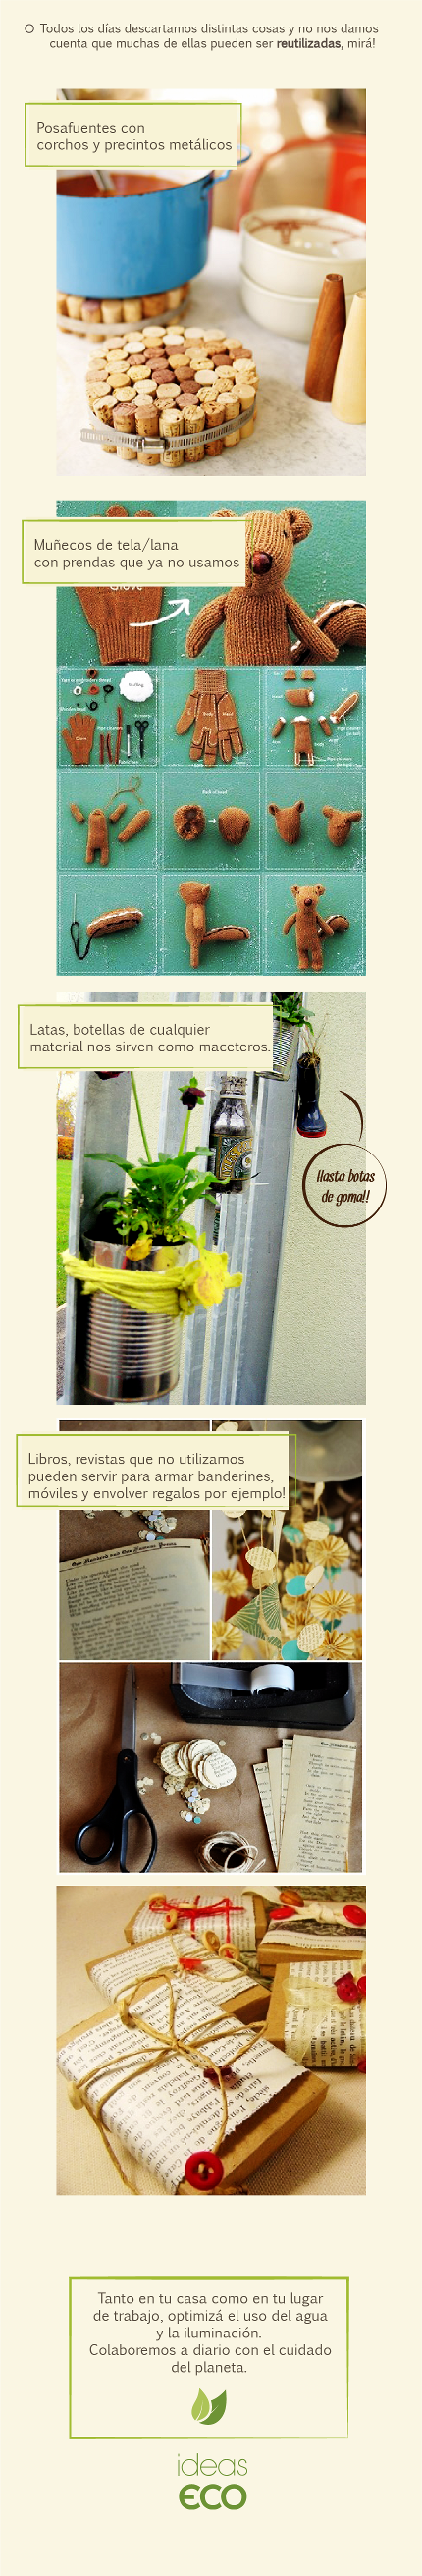 Todos los días descartamos distintas cosas y no nos damos
cuenta que muchas de ellas pueden ser reutilizadas, mirá!
Posafuentes con
corchos y precintos metálicos
Muñecos de tela/lana
con prendas que ya no usamos
Glove
Latas, botellas de cualquier
material nos sirven como maceteros.
Hasta botas
de goma!!
Libros, revistas que no utilizamos
pueden servir para armar banderines,
móviles y envolver regalos por ejemplo!
Tanto en tu casa como en tu lugar
de trabajo, optimizá el uso del agua
y la iluminación.
Colaboremos a diario con el cuidado
del planeta.
ideas
ECO